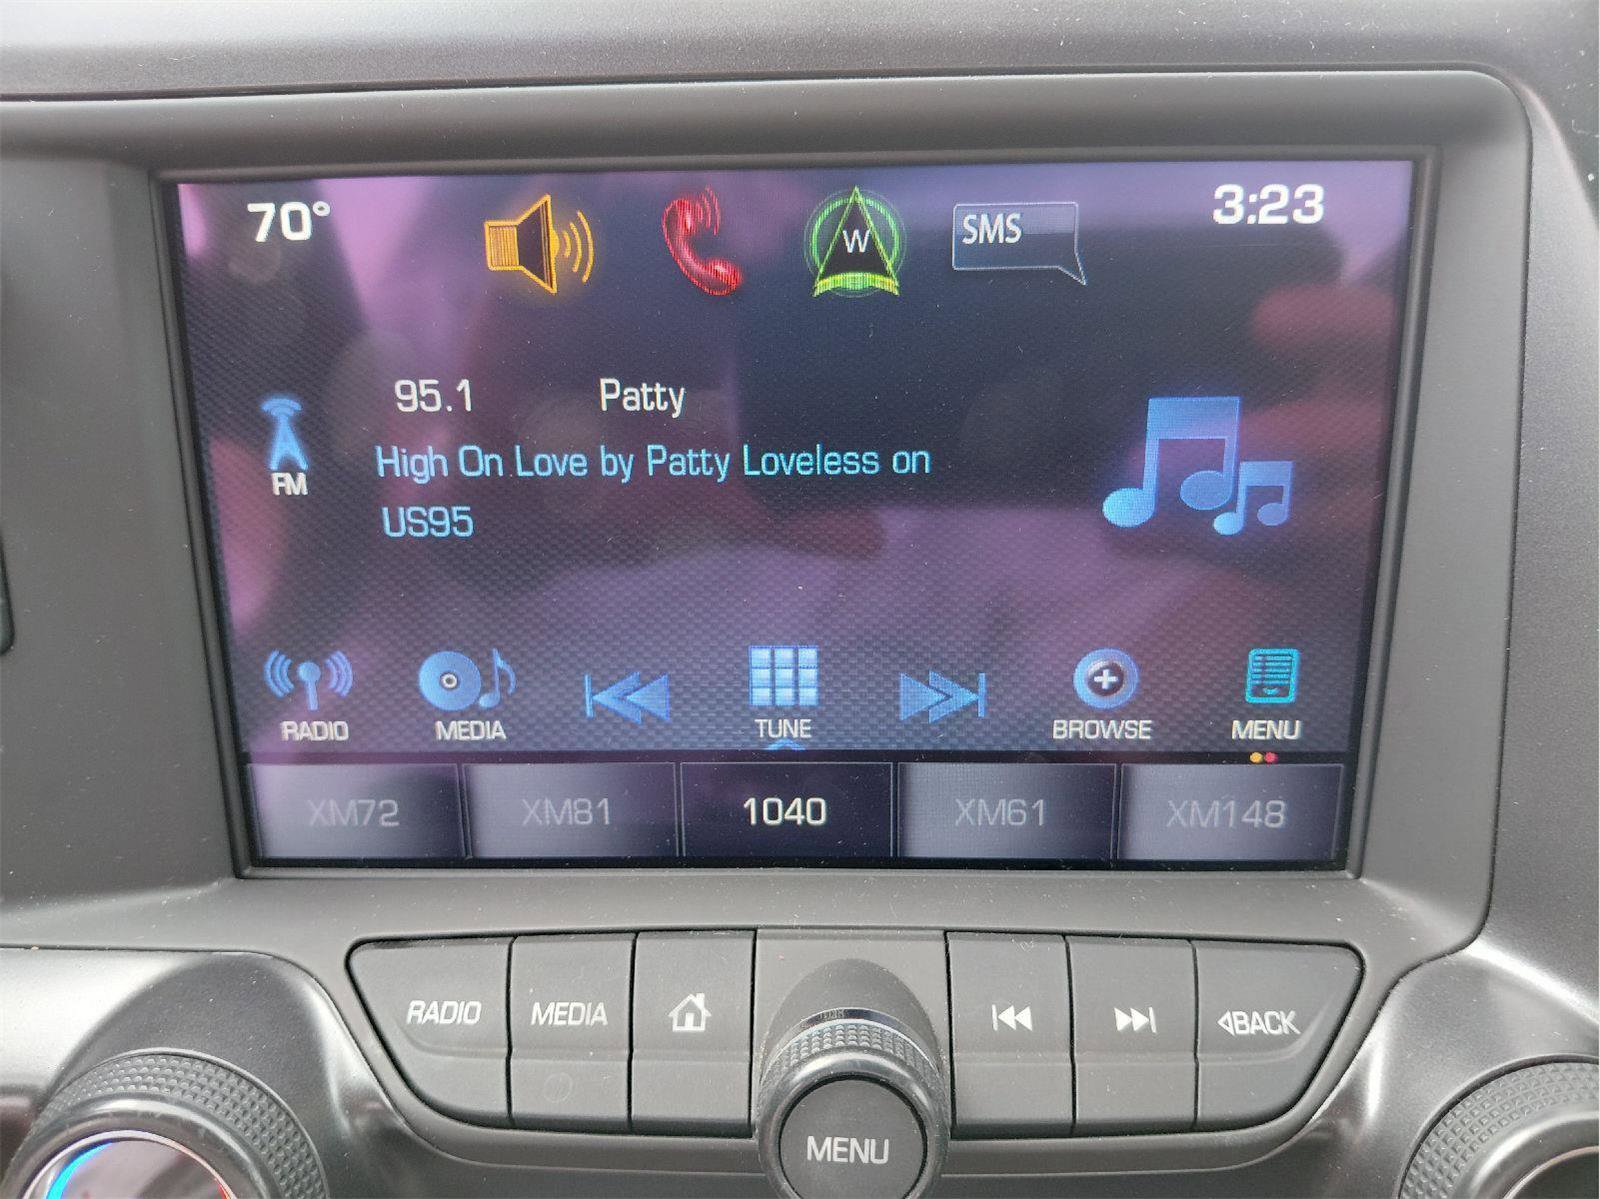 70° SMS 3:23
W
95.1 Patty
High On Love by Patty Loveless on
US95
FM
RADIO MEDIA TUNE BROWSE MENU
XM72 XM81 1040 XM61 XM148
RADIO MEDIA BACK
MENU